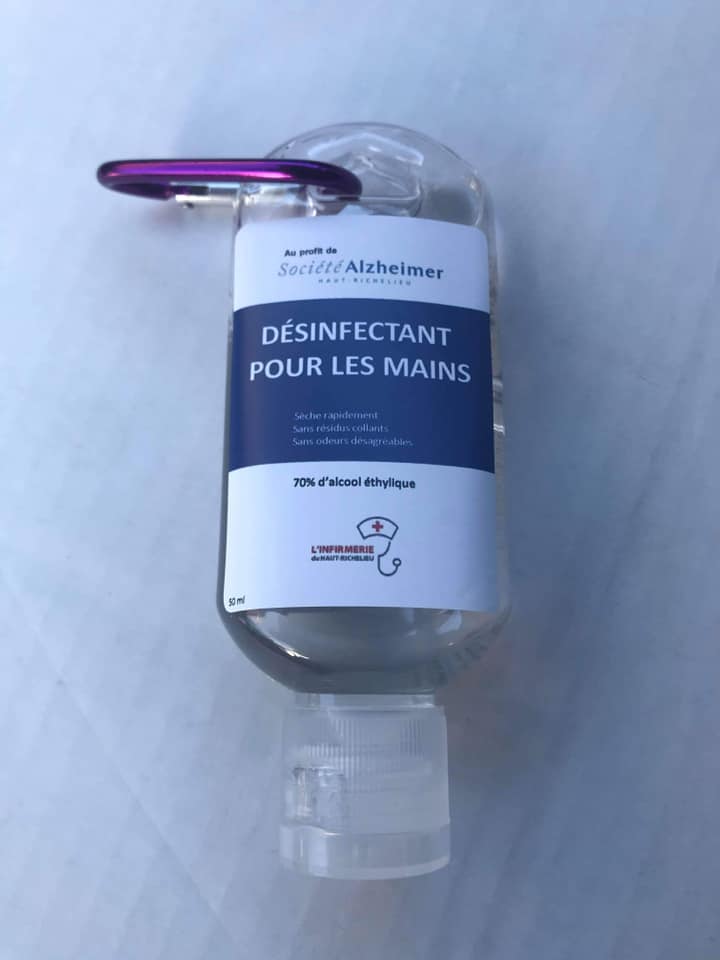 Au profit de
Société Alzheimer
HAUT-RICHELIEU
DÉSINFECTANT
POUR LES MAINS
Sèche rapidement
Sans résidus collants
Sans odeurs désagréables
70% d'alcool éthylique
L'INFIRMERIE
du HAUT-RICHELIEU
50 ml